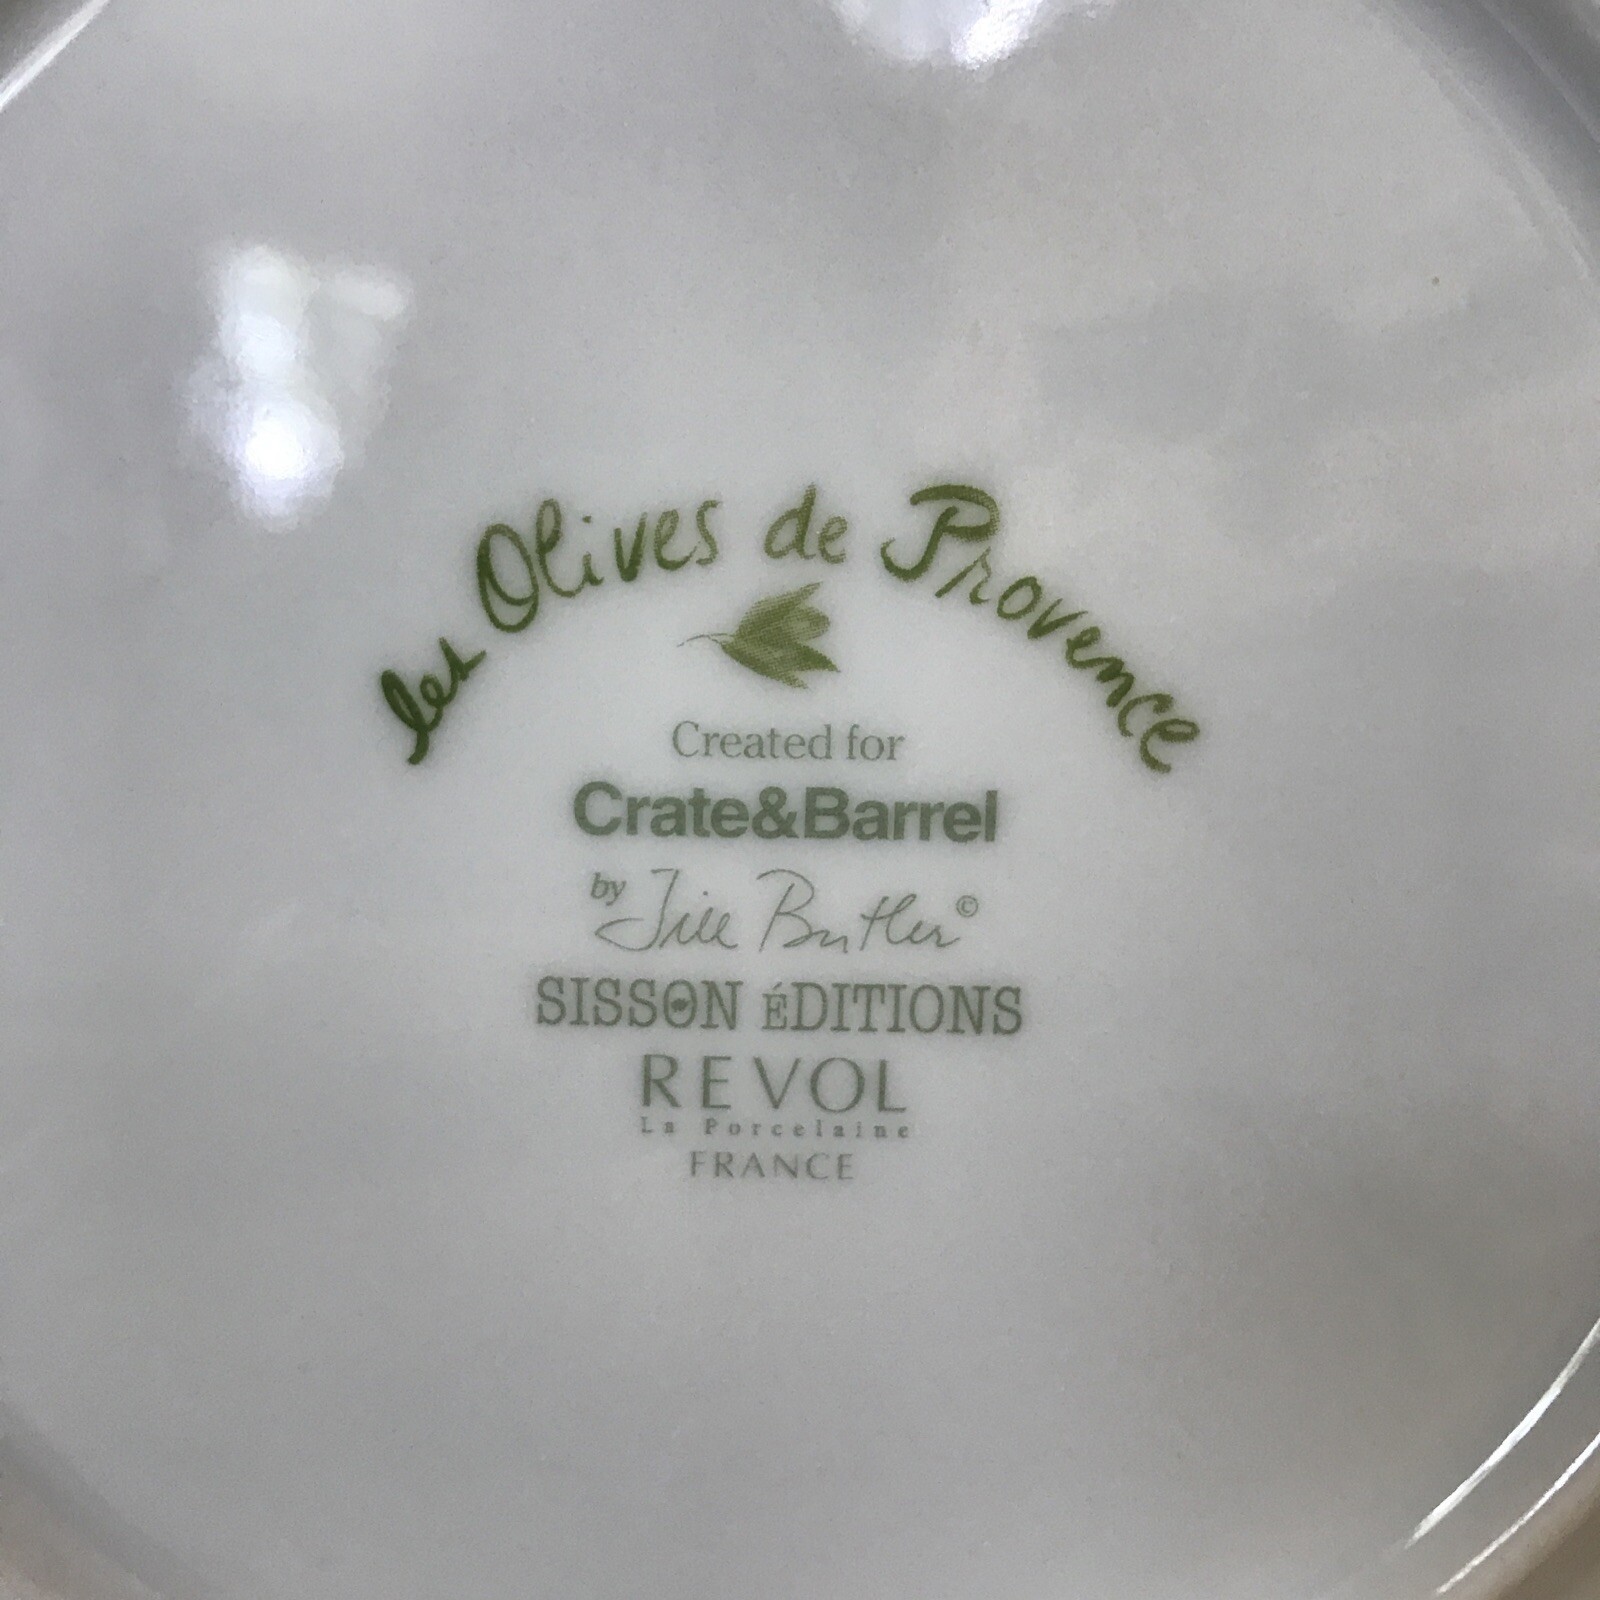 les Olives de Provence
Created for
Crate&Barrel
by Jill Butler©
SISSON ÉDITIONS
REVOL
La Porcelaine
FRANCE